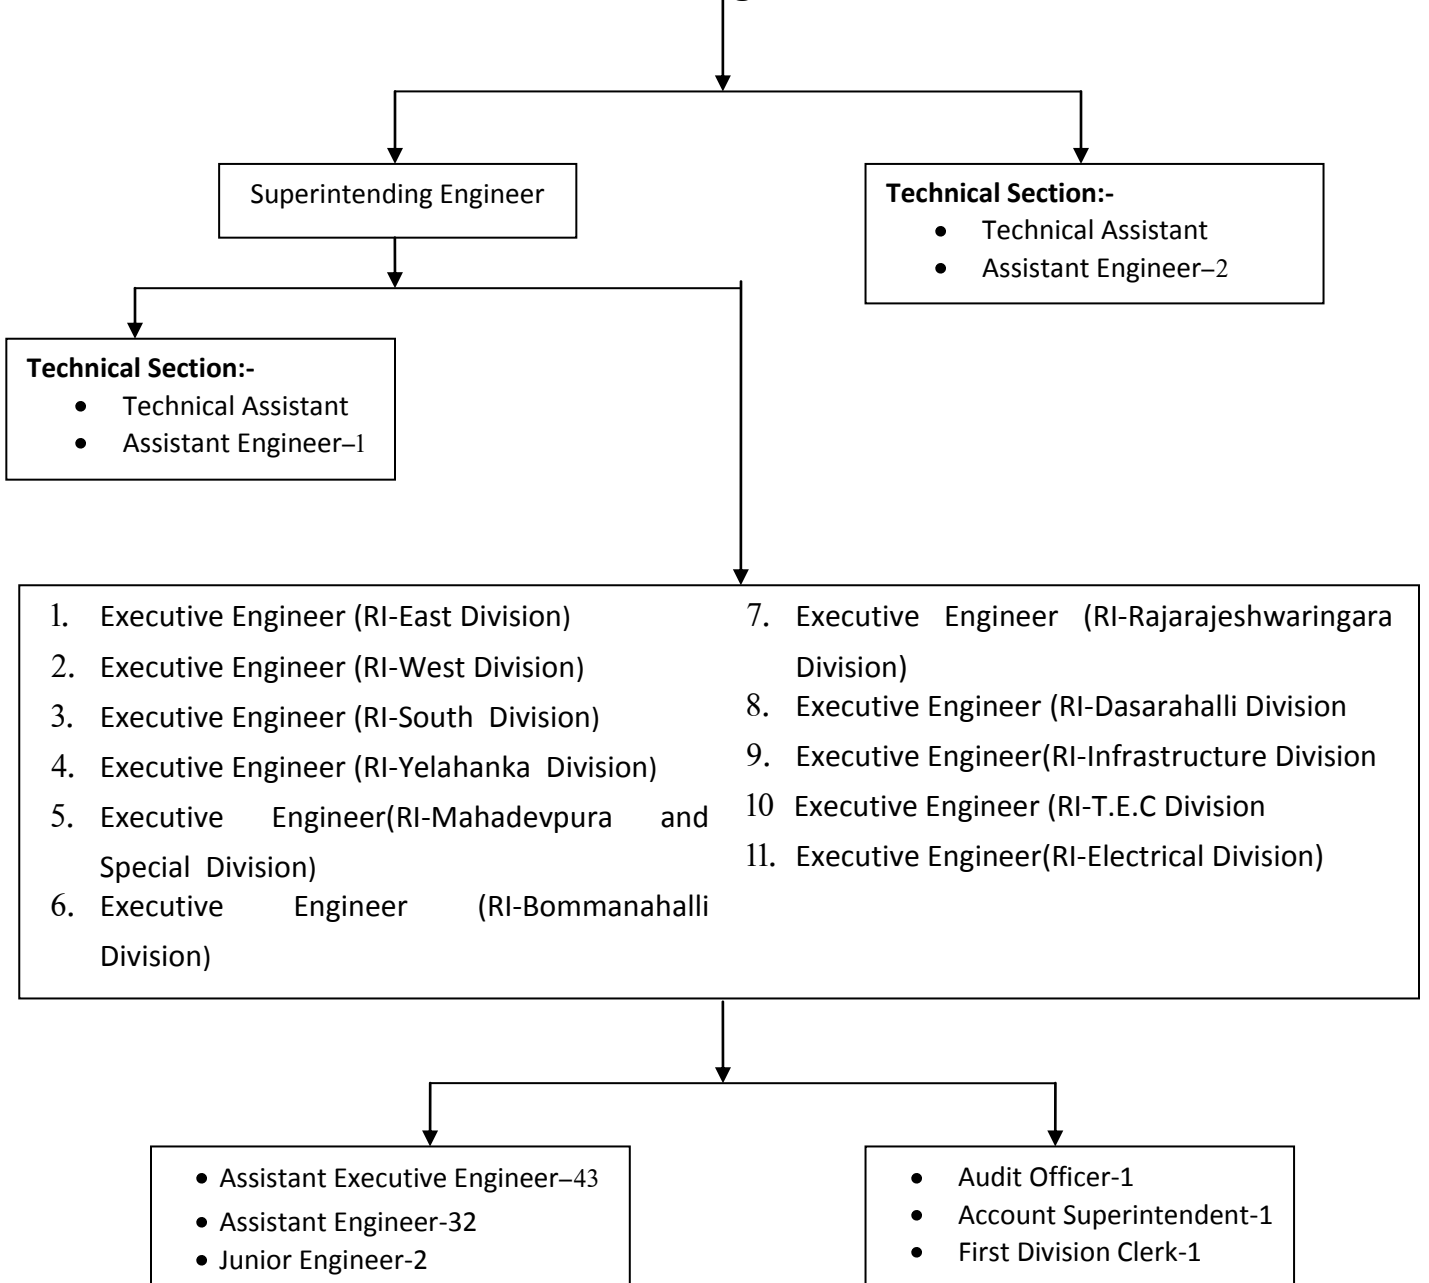 Superintending Engineer
Technical Section:-
• Technical Assistant
• Assistant Engineer–2
Technical Section:-
• Technical Assistant
• Assistant Engineer–1
1. Executive Engineer (RI-East Division)
2. Executive Engineer (RI-West Division)
3. Executive Engineer (RI-South Division)
4. Executive Engineer (RI-Yelahanka Division)
5. Executive Engineer(RI-Mahadevpura and
Special Division)
6. Executive Engineer (RI-Bommanahalli
Division)
7. Executive Engineer (RI-Rajarajeshwaringara
Division)
8. Executive Engineer (RI-Dasarahalli Division
9. Executive Engineer(RI-Infrastructure Division
10 Executive Engineer (RI-T.E.C Division
11. Executive Engineer(RI-Electrical Division)
• Assistant Executive Engineer–43
• Assistant Engineer-32
• Junior Engineer-2
• Audit Officer-1
• Account Superintendent-1
• First Division Clerk-1